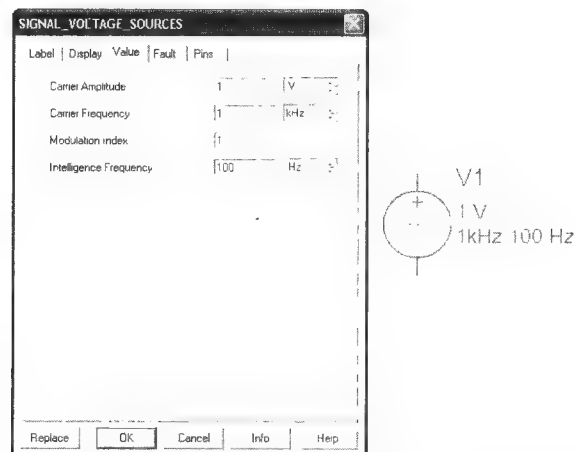 SIGNAL_VOLTAGE_SOURCES
Label Display Value Fault Pins
Carrier Amplitude 1 V
Carrier Frequency 1 kHz
Modulation index 1
Intelligence Frequency 100 Hz
V1
1 V
1kHz 100 Hz
Replace OK Cancel Info Help